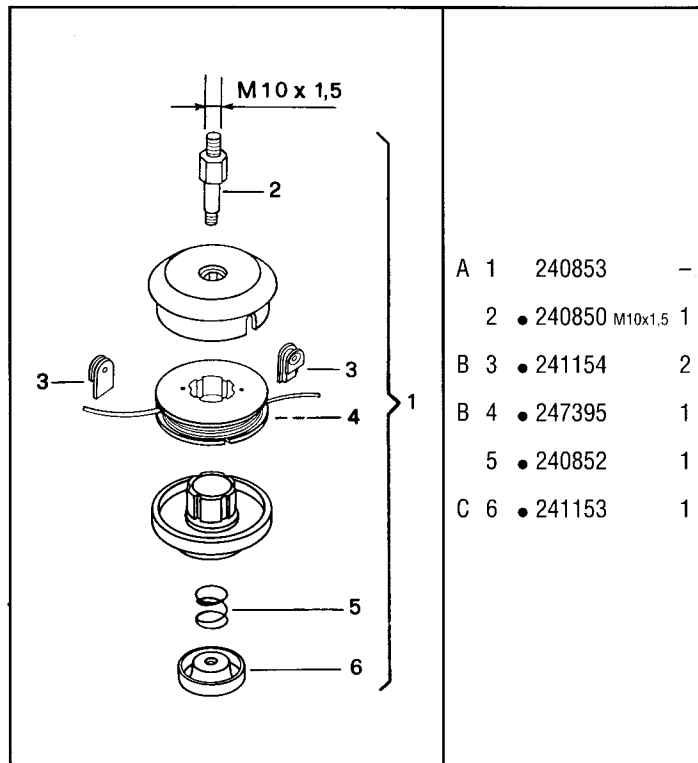 M10 x 1,5
2
3
3
1
4
5
6
A 1 240853 –
2 • 240850 M10x1,5 1
B 3 • 241154 2
B 4 • 247395 1
5 • 240852 1
C 6 • 241153 1